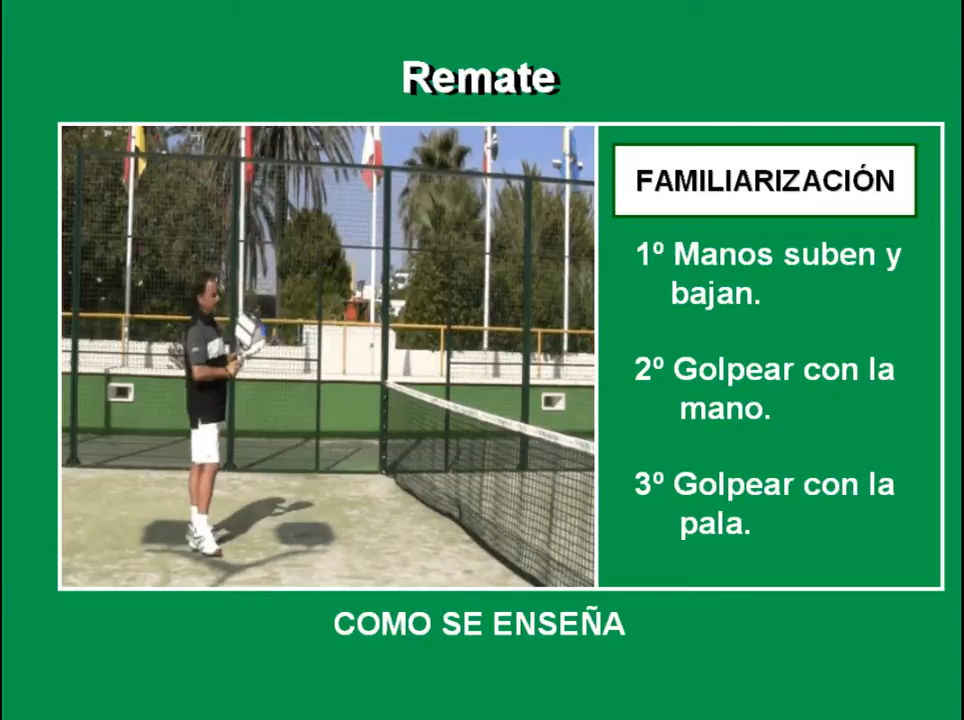 Remate
FAMILIARIZACIÓN
1º Manos suben y
bajan.
2º Golpear con la
mano.
3º Golpear con la
pala.
COMO SE ENSEÑA